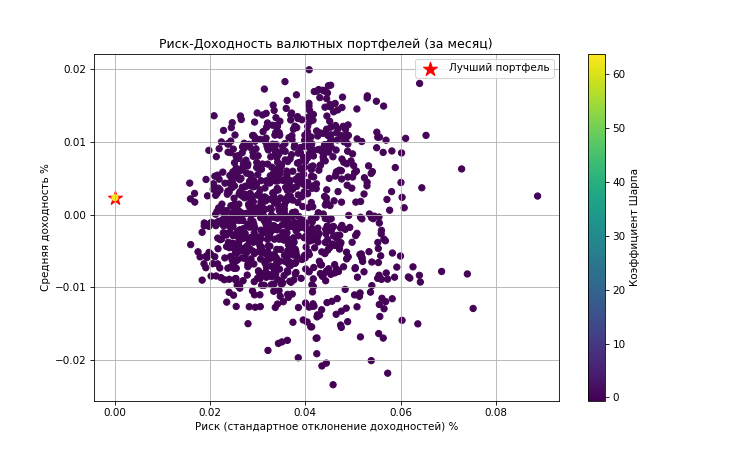 Риск-Доходность валютных портфелей (за месяц)
Лучший портфель
Средняя доходность %
0.02
0.01
0.00
−0.01
−0.02
0.00 0.02 0.04 0.06 0.08
Риск (стандартное отклонение доходностей) %
60
50
40
30
20
10
0
Коэффициент Шарпа